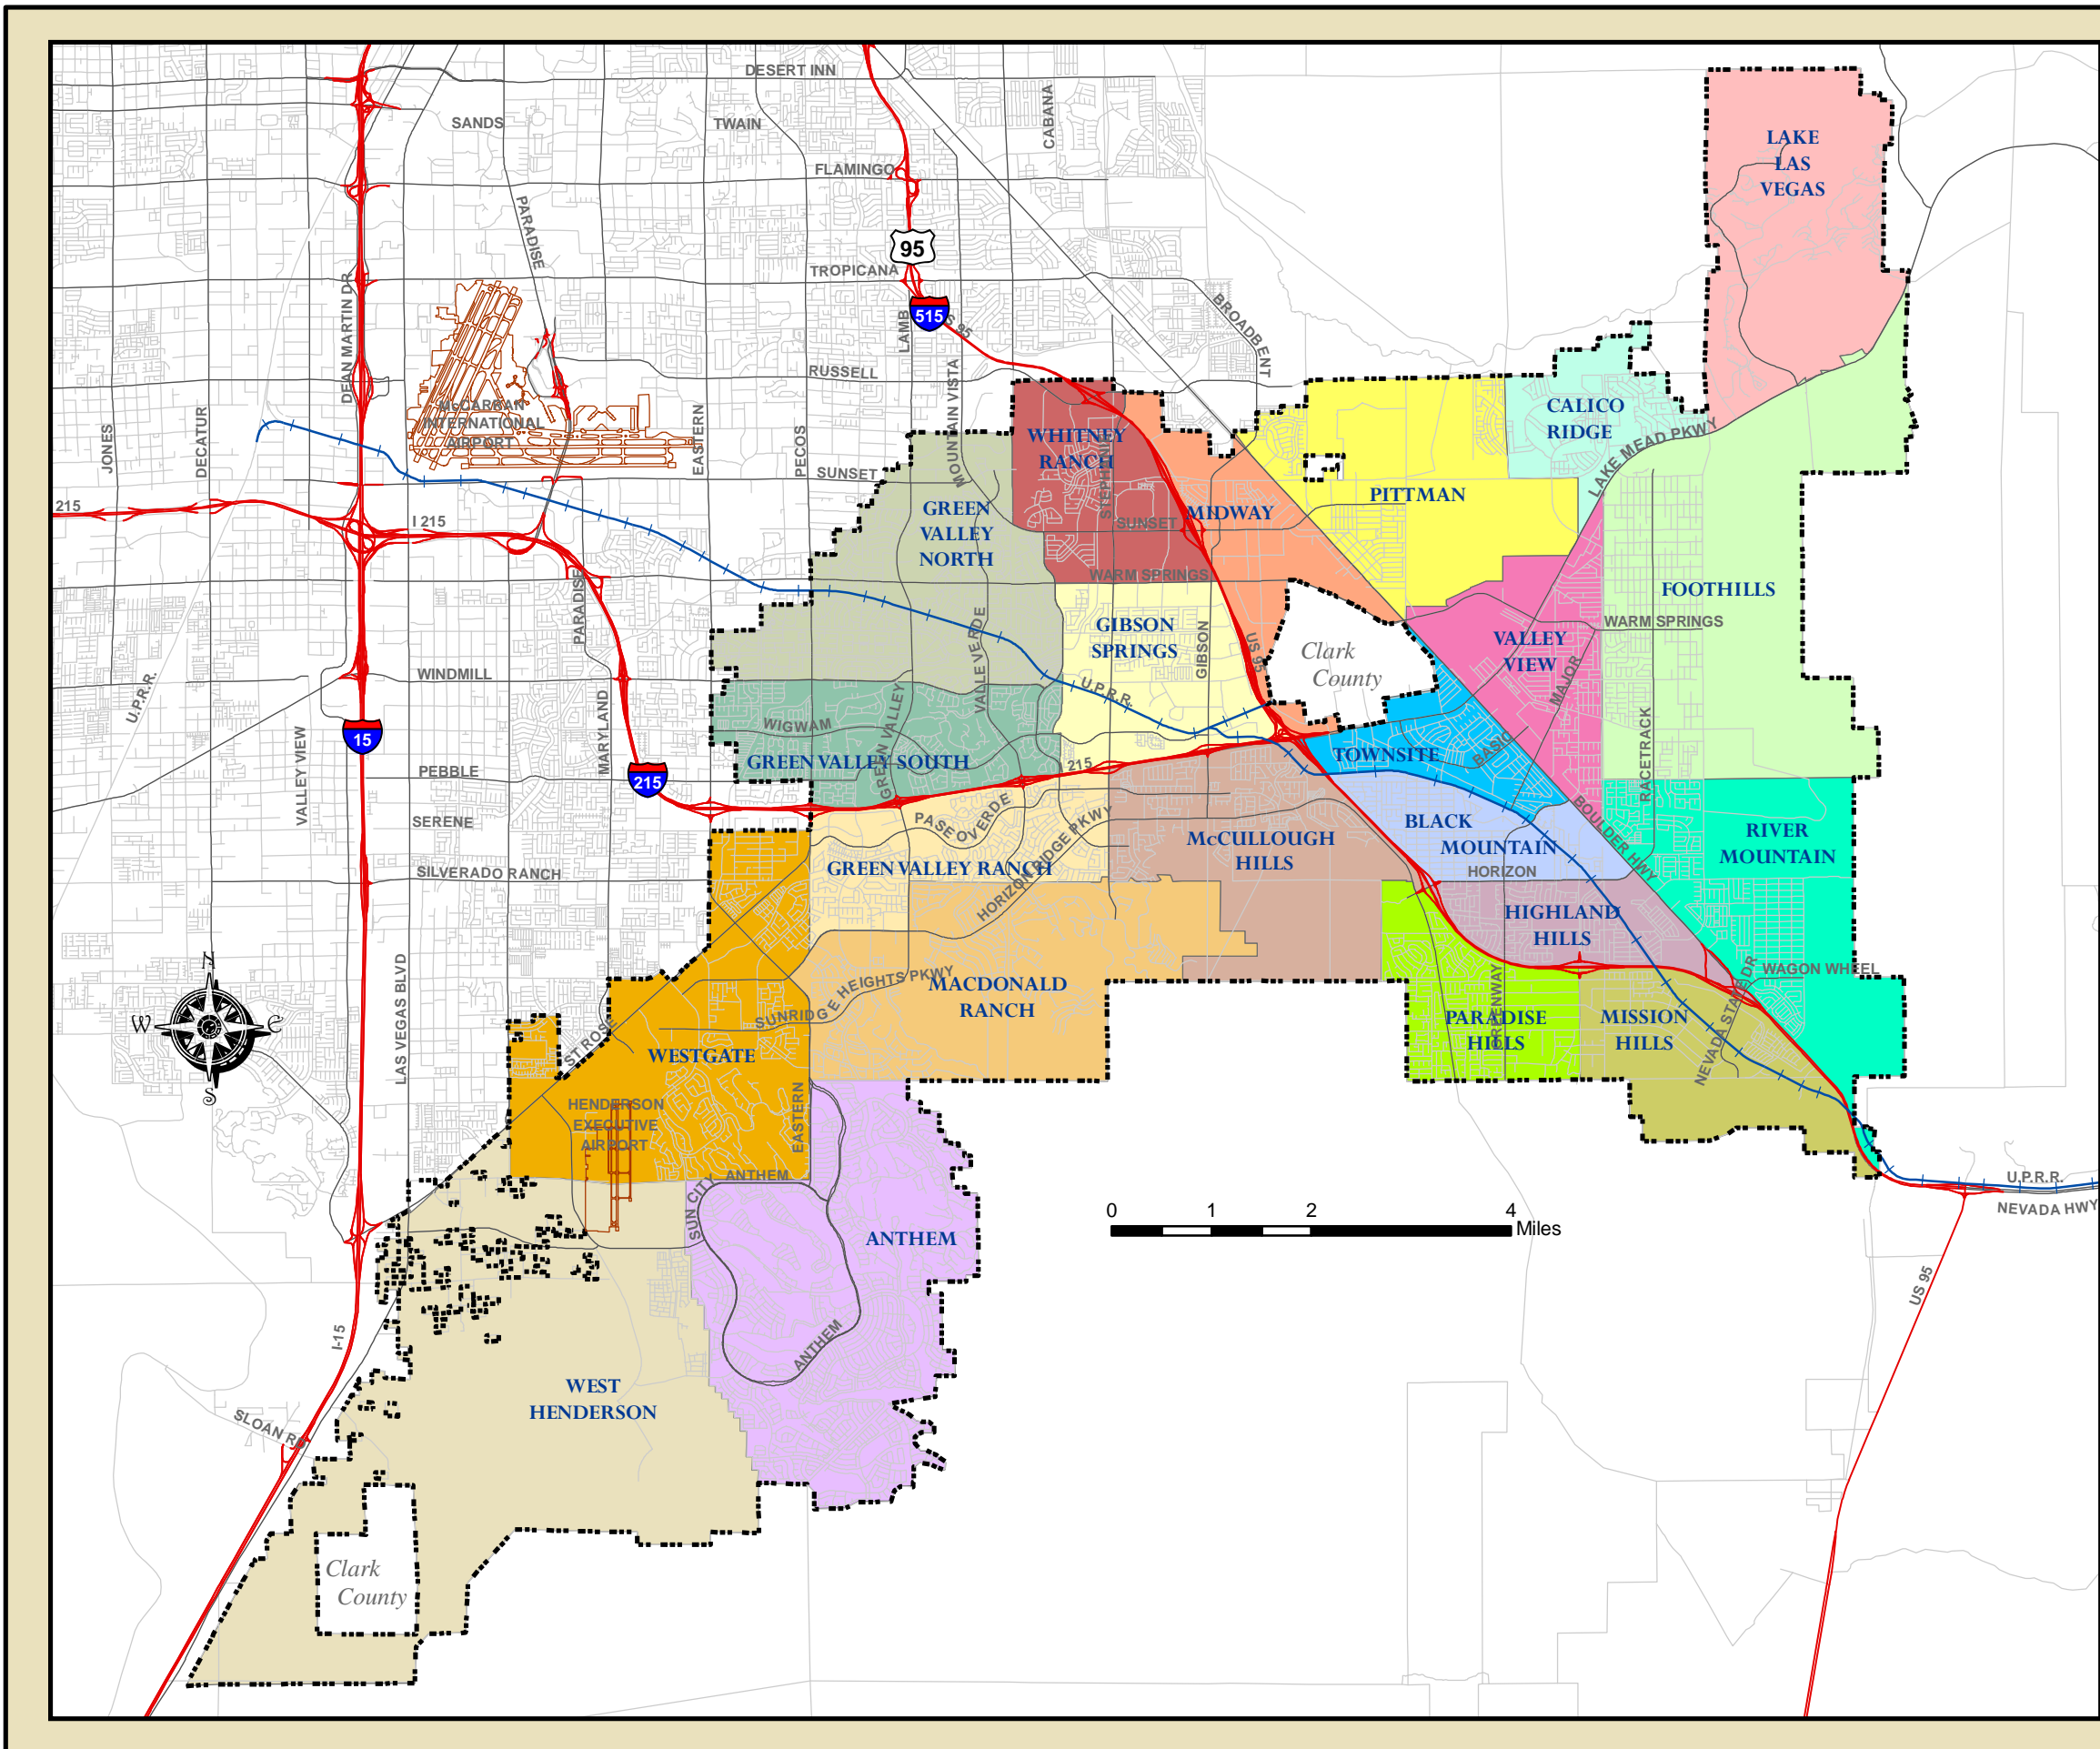 DESERT INN
SANDS
TWAIN
CABANA
FLAMINGO
LAKE
LAS
VEGAS
PARADISE
95
TROPICANA
DEAN MARTIN DR
515
S 95
LAMB
BROADBENT
RUSSELL
MOUNTAIN VISTA
McCARRAN
INTERNATIONAL
AIRPORT
JONES
DECATUR
EASTERN
PECOS
SUNSET
WHITNEY
RANCH
STEPHANIE
CALICO
RIDGE
LAKE MEAD PKWY
215
I 215
GREEN
VALLEY
NORTH
SUNSET
MIDWAY
PITTMAN
WARM SPRINGS
FOOTHILLS
PARADISE
VALLE VERDE
GIBSON
SPRINGS
GIBSON
US 95
Clark
County
VALLEY
VIEW
WARM SPRINGS
MAJOR
U.P.R.R.
WINDMILL
MARYLAND
U.P.R.R.
WIGWAM
GREEN VALLEY
GREEN VALLEY SOUTH
15
VALLEY VIEW
PEBBLE
215
215
TOWNSITE
BASIC
RACETRACK
SERENE
PASEO VERDE
HORIZON RIDGE PKWY
BOULDER HWY
SILVERADO RANCH
GREEN VALLEY RANCH
McCULLOUGH
HILLS
BLACK
MOUNTAIN
HORIZON
RIVER
MOUNTAIN
HIGHLAND
HILLS
N
W
E
S
LAS VEGAS BLVD
SUNRIDGE HEIGHTS PKWY
MACDONALD
RANCH
WAGON WHEEL
ST ROSE
WESTGATE
GREENWAY
PARADISE
HILLS
MISSION
HILLS
NEVADA STATE DR
HENDERSON
EXECUTIVE
AIRPORT
EASTERN
SUN CITY
ANTHEM
U.P.R.R.
NEVADA HWY
0 1 2 4
Miles
ANTHEM
US 95
I-15
ANTHEM
WEST
HENDERSON
SLOAN RD
Clark
County